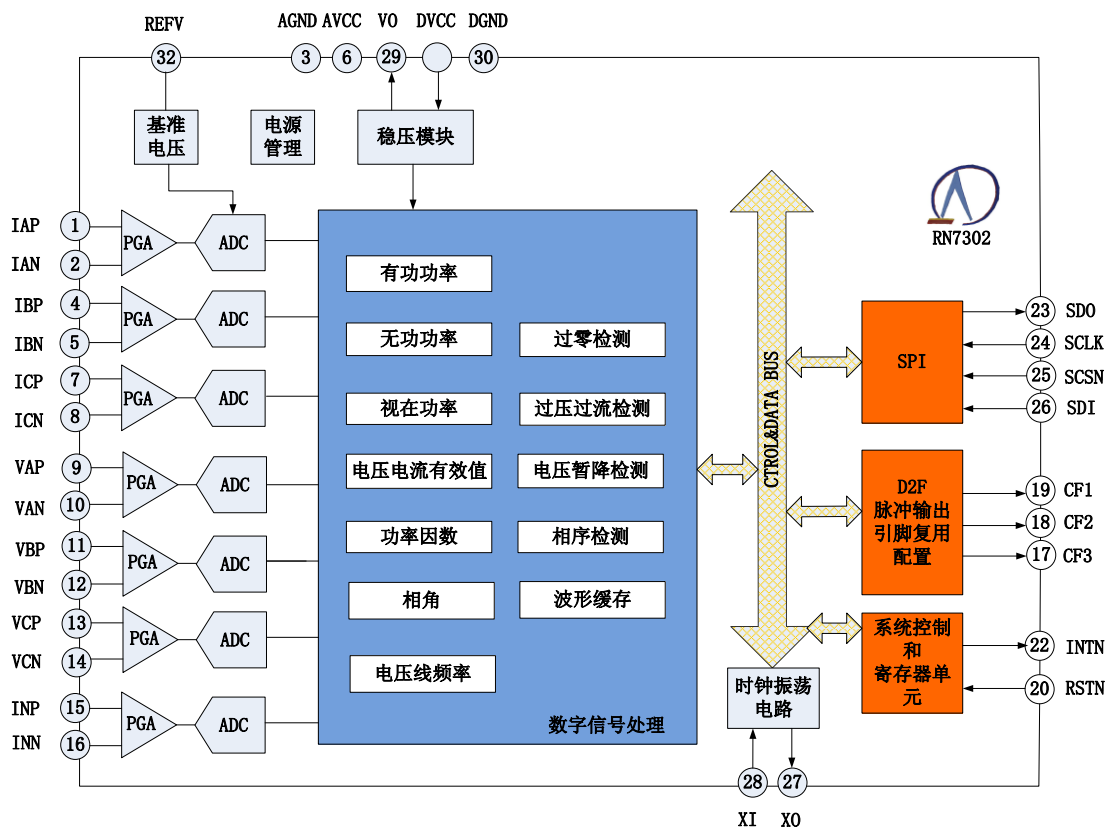 REFV
AGND AVCC VO DVCC DGND
32
3
6
29
30
基准
电压
电源
管理
稳压模块
IAP 1
IAN 2
PGA
ADC
IBP 4
IBN 5
PGA
ADC
ICP 7
ICN 8
PGA
ADC
VAP 9
VAN 10
PGA
ADC
VBP 11
VBN 12
PGA
ADC
VCP 13
VCN 14
PGA
ADC
INP 15
INN 16
PGA
ADC
有功功率
无功功率
过零检测
视在功率
过压过流检测
电压电流有效值
电压暂降检测
功率因数
相序检测
相角
波形缓存
电压线频率
数字信号处理
CTROL&DATA BUS
RN7302
SPI
23 SDO
24 SCLK
25 SCSN
26 SDI
D2F
脉冲输出
引脚复用
配置
19 CF1
18 CF2
17 CF3
系统控制
和
寄存器单
元
22 INTN
20 RSTN
时钟振荡
电路
28
27
XI
XO